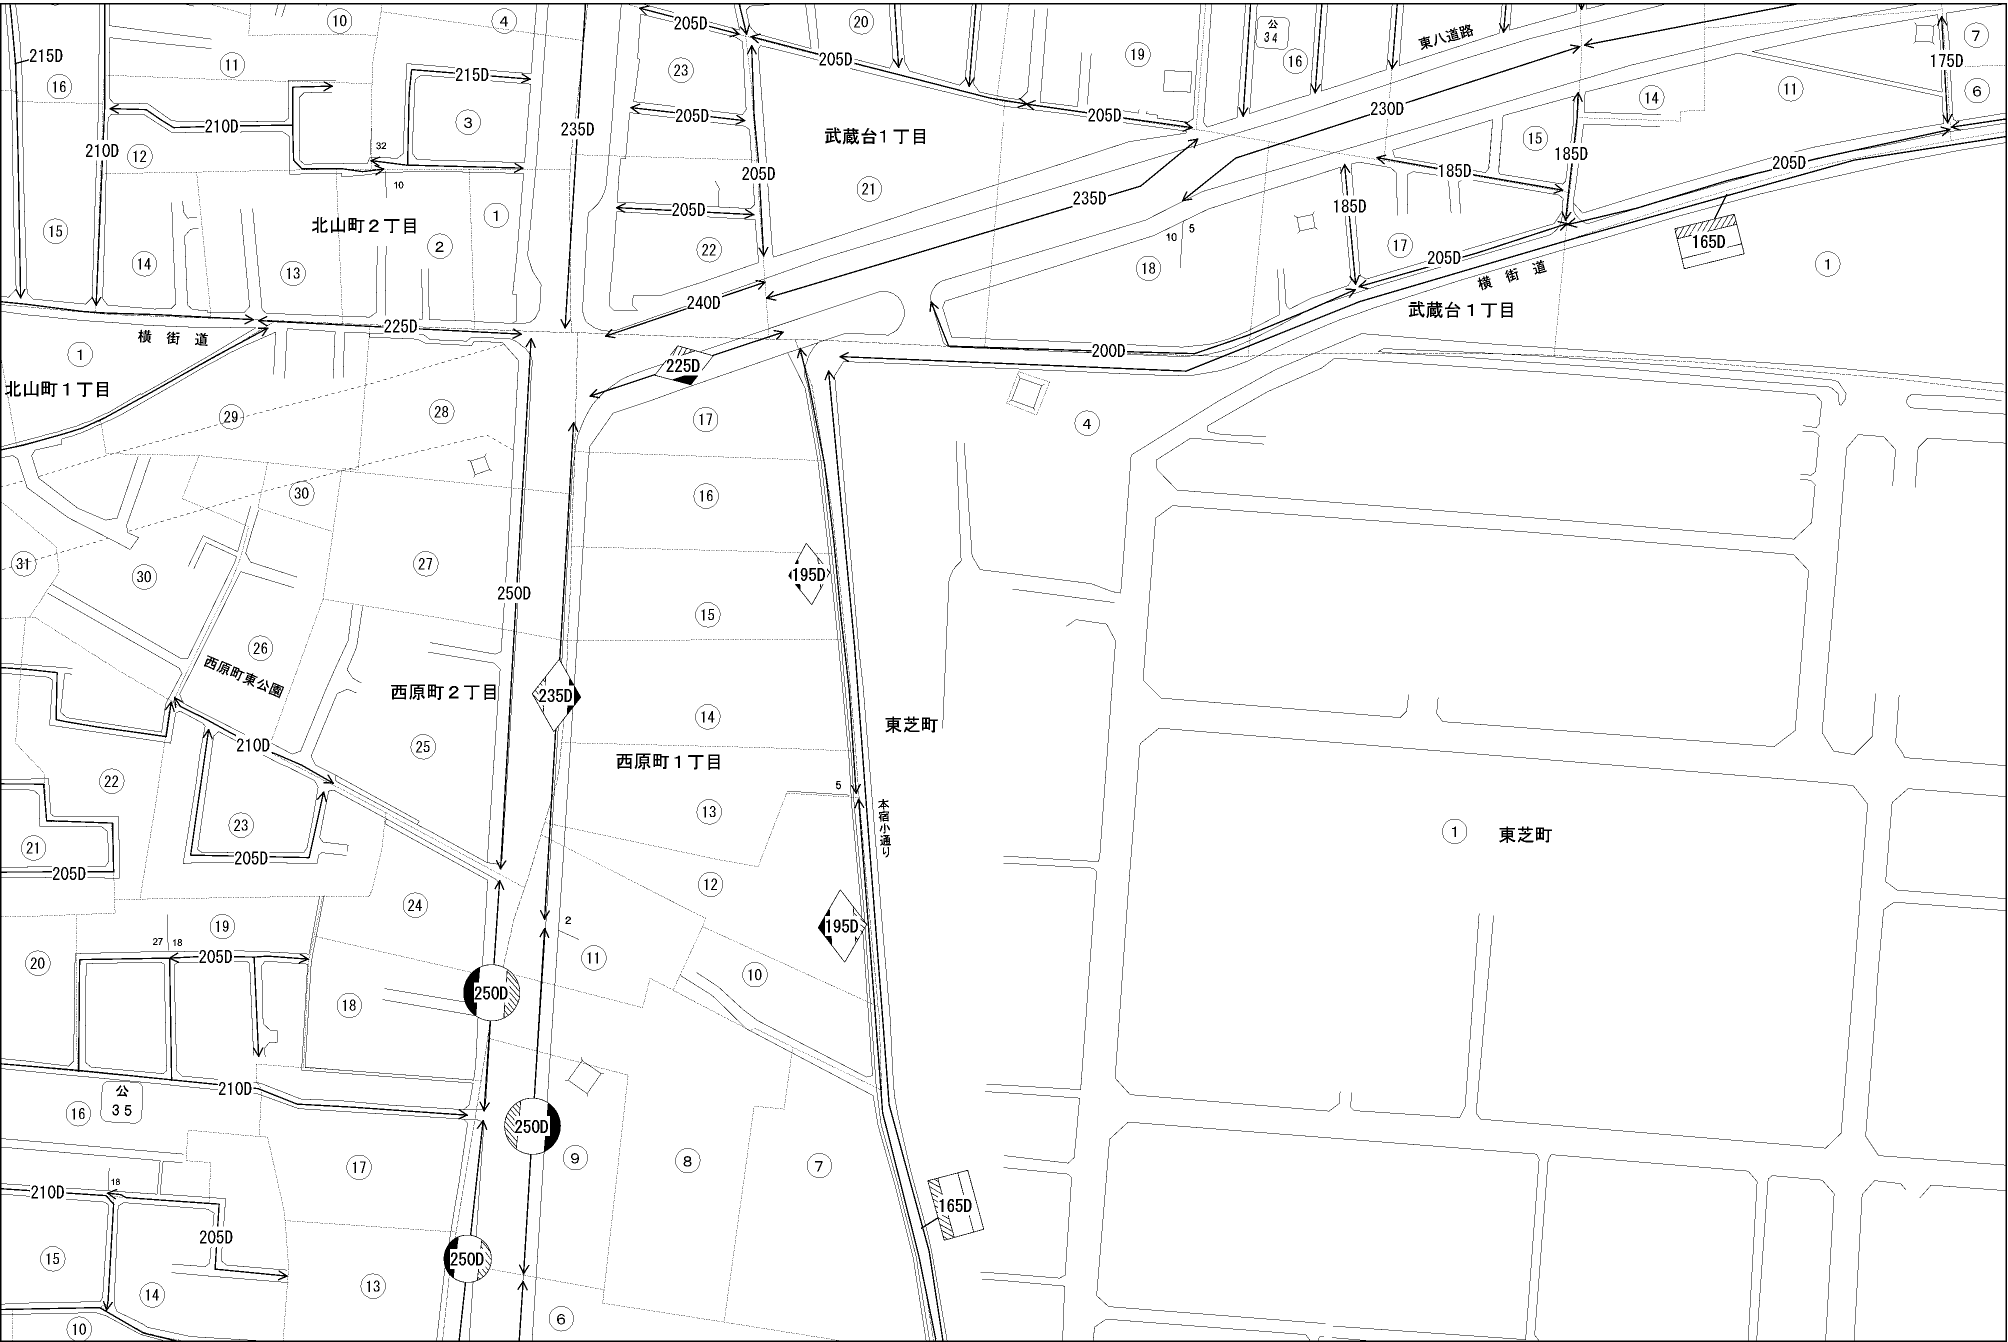 10
4
205D
20
公
34
19
16
東八道路
7
215D
16
11
215D
23
205D
175D
3
235D
205D
205D
230D
14
11
6
210D
210D
12
32
10
武蔵台1丁目
15
185D
185D
205D
205D
21
235D
185D
1
205D
北山町2丁目
15
14
13
2
22
10
5
18
17
205D
165D
横街道
1
240D
武蔵台1丁目
横街道
225D
1
北山町1丁目
225D
200D
29
28
17
4
30
16
31
30
27
195D
250D
15
26
西原町東公園
西原町2丁目
235D
14
東芝町
210D
25
西原町1丁目
22
5
13
本宿小通り
23
21
205D
205D
1
東芝町
12
24
19
27
18
205D
2
195D
20
11
10
18
250D
210D
公
35
16
250D
17
9
8
7
18
210D
205D
165D
15
250D
14
13
10
6